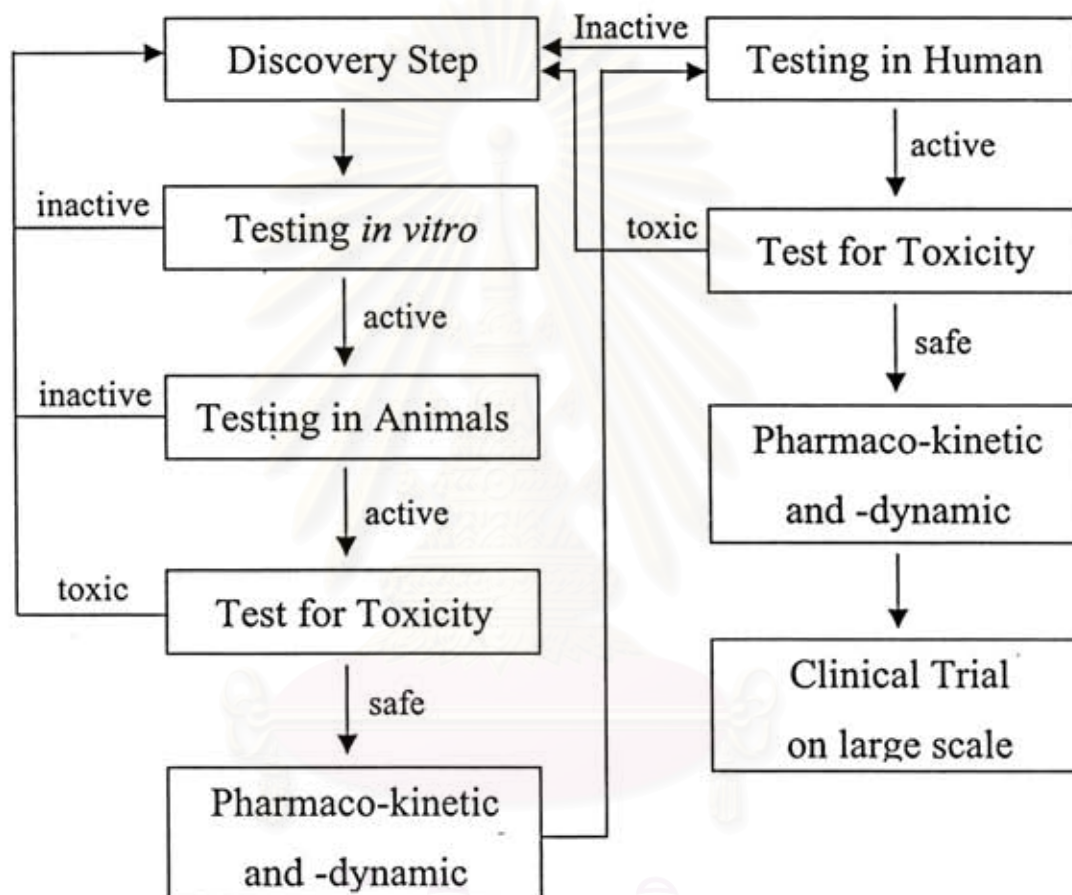 Discovery Step
inactive
Testing in vitro
active
inactive
Testing in Animals
active
toxic
Test for Toxicity
safe
Pharmaco-kinetic
and -dynamic
Inactive
Testing in Human
active
toxic
Test for Toxicity
safe
Pharmaco-kinetic
and -dynamic
Clinical Trial
on large scale